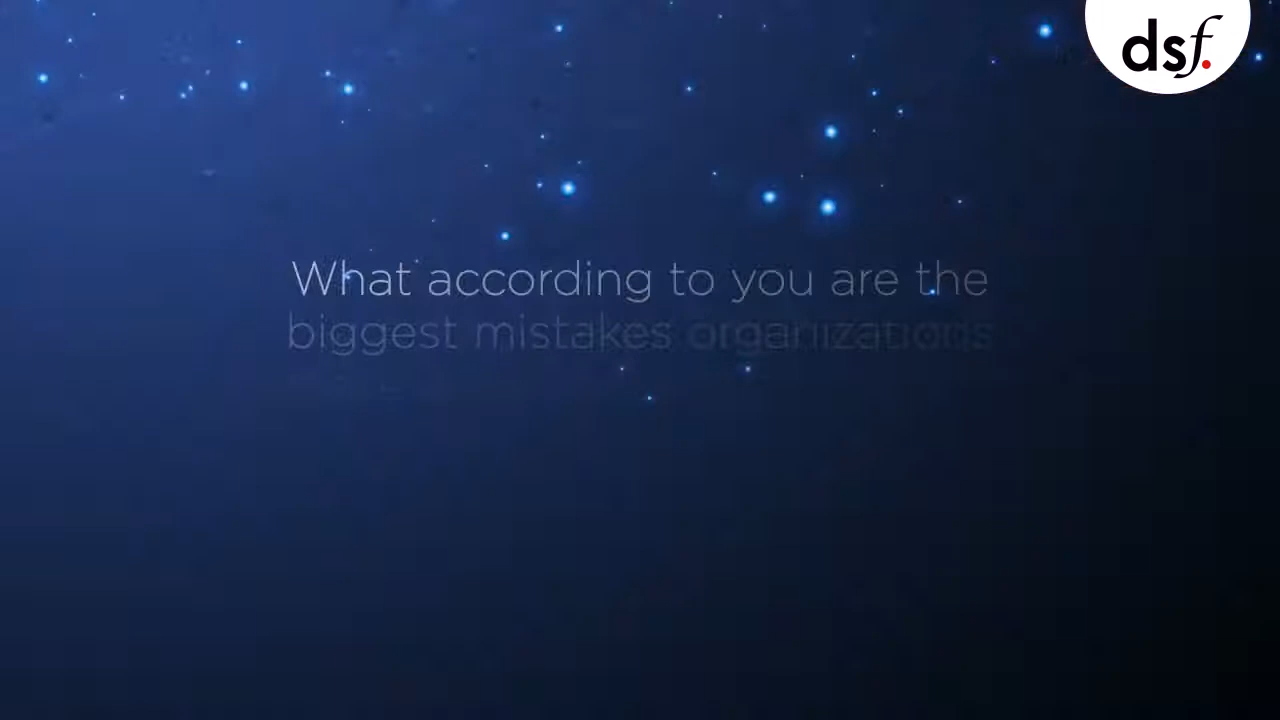 dsf.
What according to you are the
biggest mistakes organizations